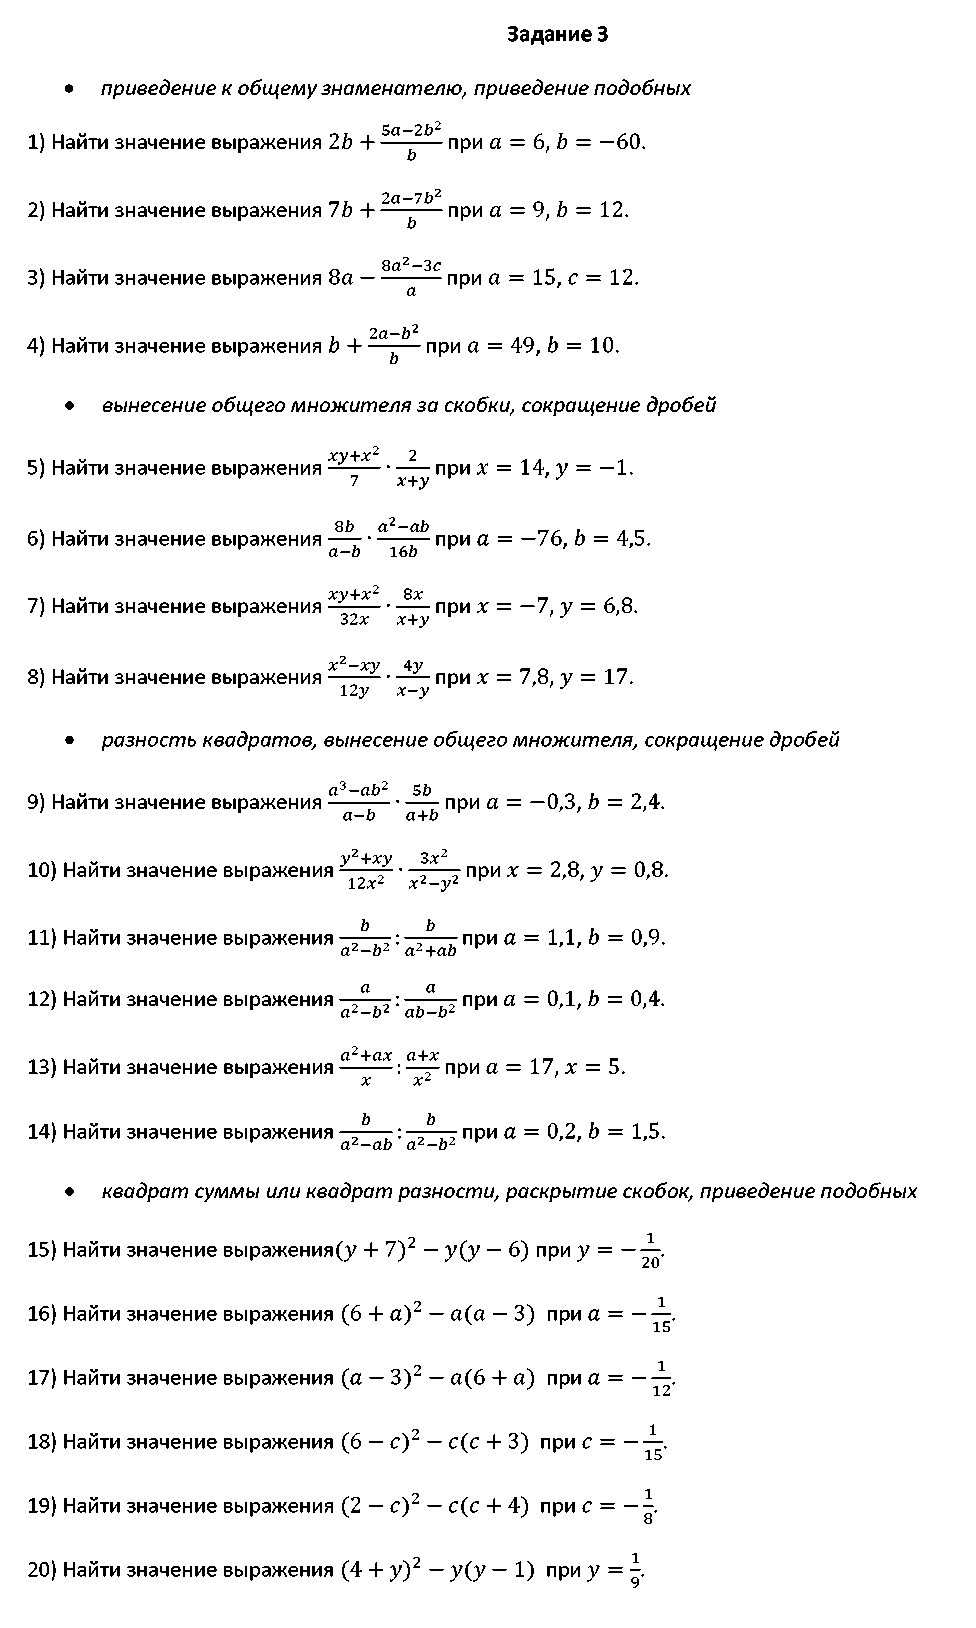 Задание 3
• приведение к общему знаменателю, приведение подобных
1) Найти значение выражения 2b + (5a−2b²)/b при a = 6, b = −60.
2) Найти значение выражения 7b + (2a−7b²)/b при a = 9, b = 12.
3) Найти значение выражения 8a − (8a²−3c)/a при a = 15, c = 12.
4) Найти значение выражения b + (2a−b²)/b при a = 49, b = 10.
• вынесение общего множителя за скобки, сокращение дробей
5) Найти значение выражения (xy+x²)/7 · 2/(x+y) при x = 14, y = −1.
6) Найти значение выражения 8b/(a−b) · (a²−ab)/16b при a = −76, b = 4,5.
7) Найти значение выражения (xy+x²)/32x · 8x/(x+y) при x = −7, y = 6,8.
8) Найти значение выражения (x²−xy)/12y · 4y/(x−y) при x = 7,8, y = 17.
• разность квадратов, вынесение общего множителя, сокращение дробей
9) Найти значение выражения (a³−ab²)/(a−b) · 5b/(a+b) при a = −0,3, b = 2,4.
10) Найти значение выражения (y²+xy)/12x² · 3x²/(x²−y²) при x = 2,8, y = 0,8.
11) Найти значение выражения b/(a²−b²) : b/(a²+ab) при a = 1,1, b = 0,9.
12) Найти значение выражения a/(a²−b²) : a/(ab−b²) при a = 0,1, b = 0,4.
13) Найти значение выражения (a²+ax)/x : (a+x)/x² при a = 17, x = 5.
14) Найти значение выражения b/(a²−ab) : b/(a²−b²) при a = 0,2, b = 1,5.
• квадрат суммы или квадрат разности, раскрытие скобок, приведение подобных
15) Найти значение выражения(y + 7)² − y(y − 6) при y = −1/20.
16) Найти значение выражения (6 + a)² − a(a − 3) при a = −1/15.
17) Найти значение выражения (a − 3)² − a(6 + a) при a = −1/12.
18) Найти значение выражения (6 − c)² − c(c + 3) при c = −1/15.
19) Найти значение выражения (2 − c)² − c(c + 4) при c = −1/8.
20) Найти значение выражения (4 + y)² − y(y − 1) при y = 1/9.